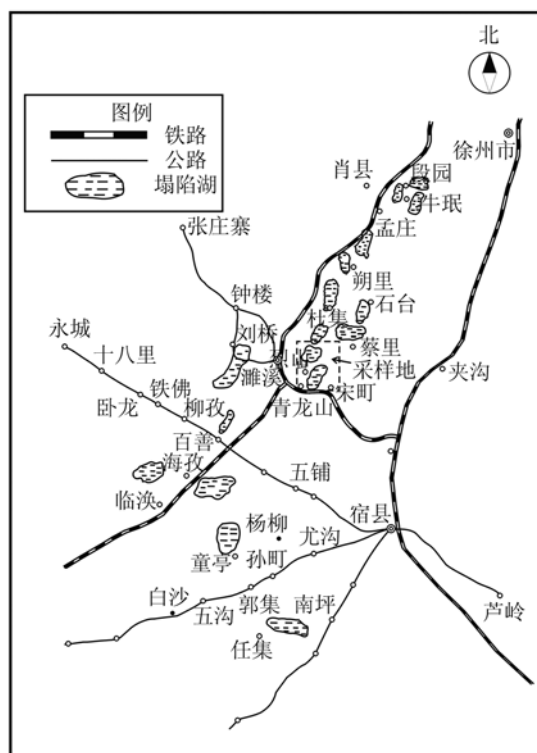 北
图例
铁路
公路
塌陷湖
徐州市
肖县
段园
牛珉
孟庄
张庄寨
朔里
钟楼
石台
杜集
永城
刘桥
蔡里
十八里
采样地
夹沟
濉溪
宋町
铁佛
青龙山
卧龙
柳孜
百善
海孜
五铺
临涣
宿县
杨柳
尤沟
童亭
孙町
白沙
郭集
南坪
芦岭
五沟
任集